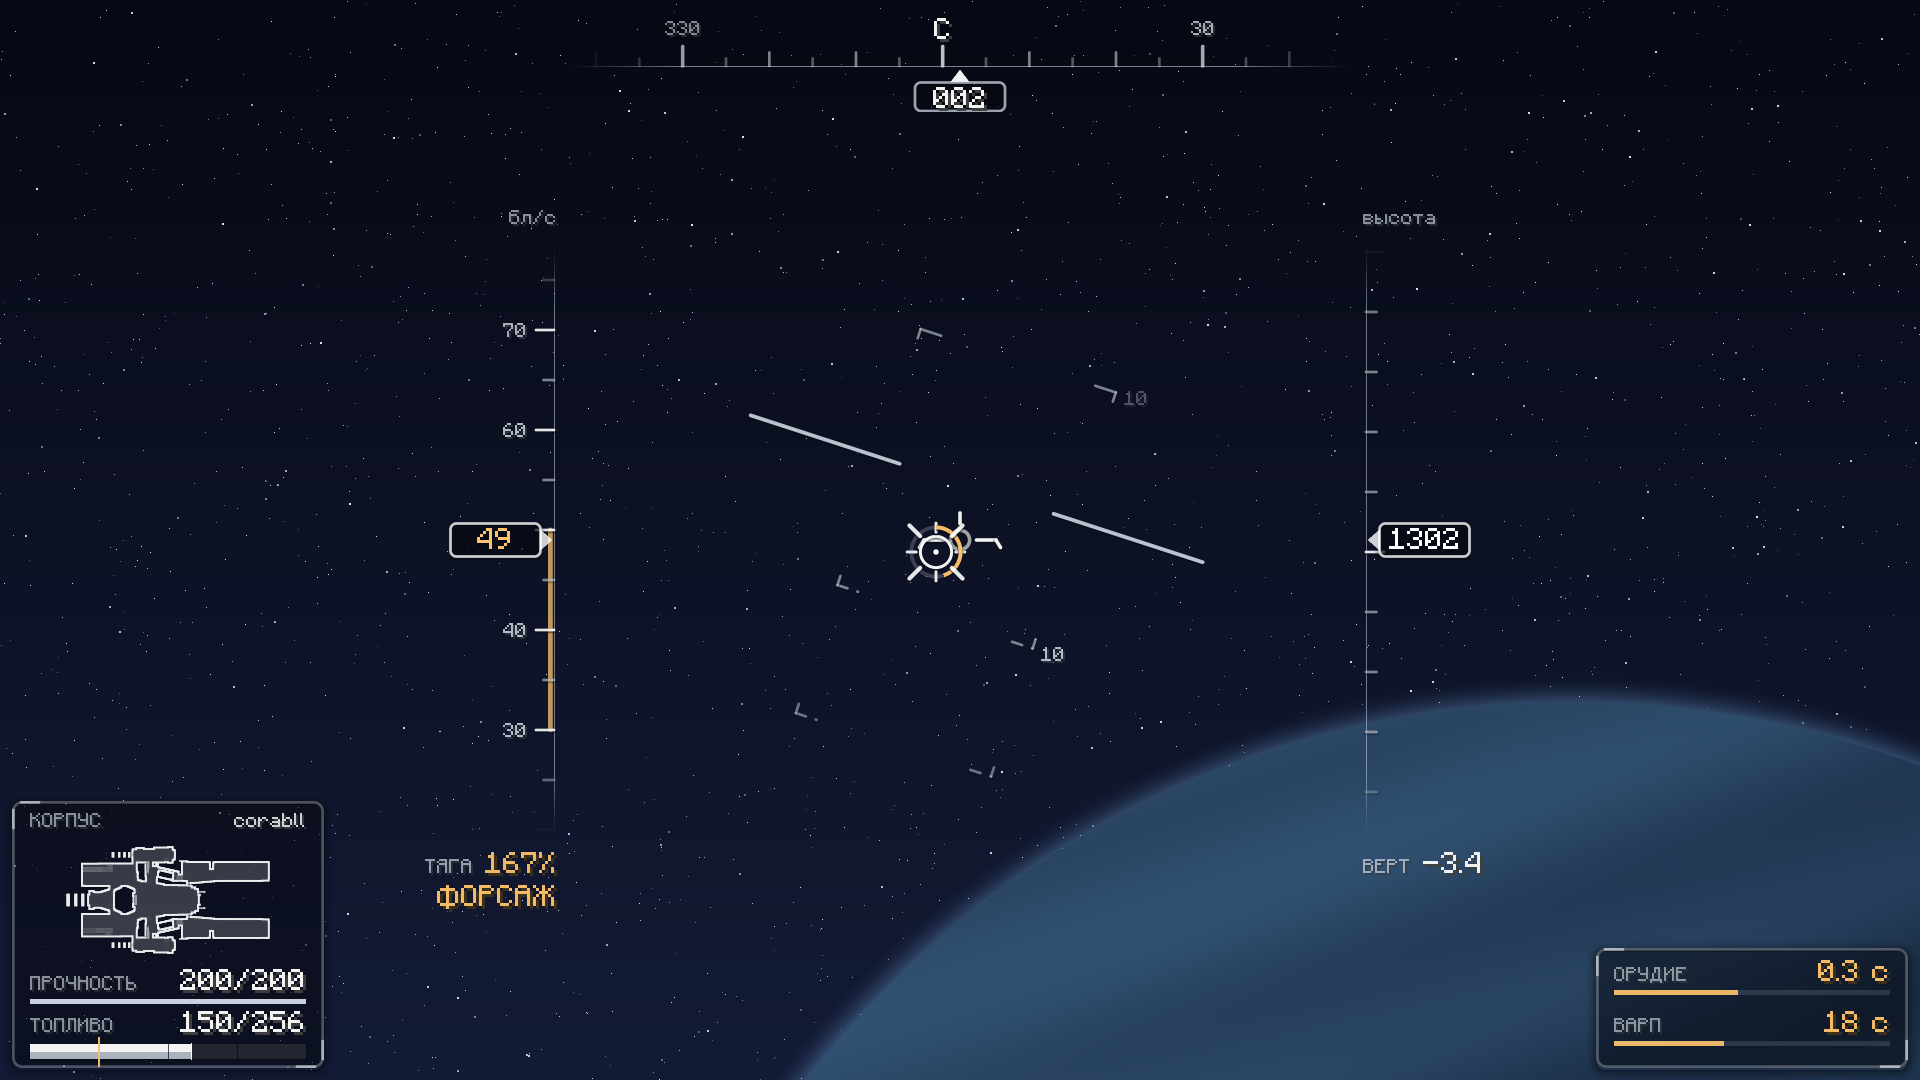 330 С 30
002
бл/с
высота
70
10
60
49
1302
40
10
30
КОРПУС corabll
ТЯГА 167%
ФОРСАЖ
ВЕРТ -3.4
ПРОЧНОСТЬ 200/200
ТОПЛИВО 150/256
ОРУДИЕ 0.3 с
ВАРП 18 с